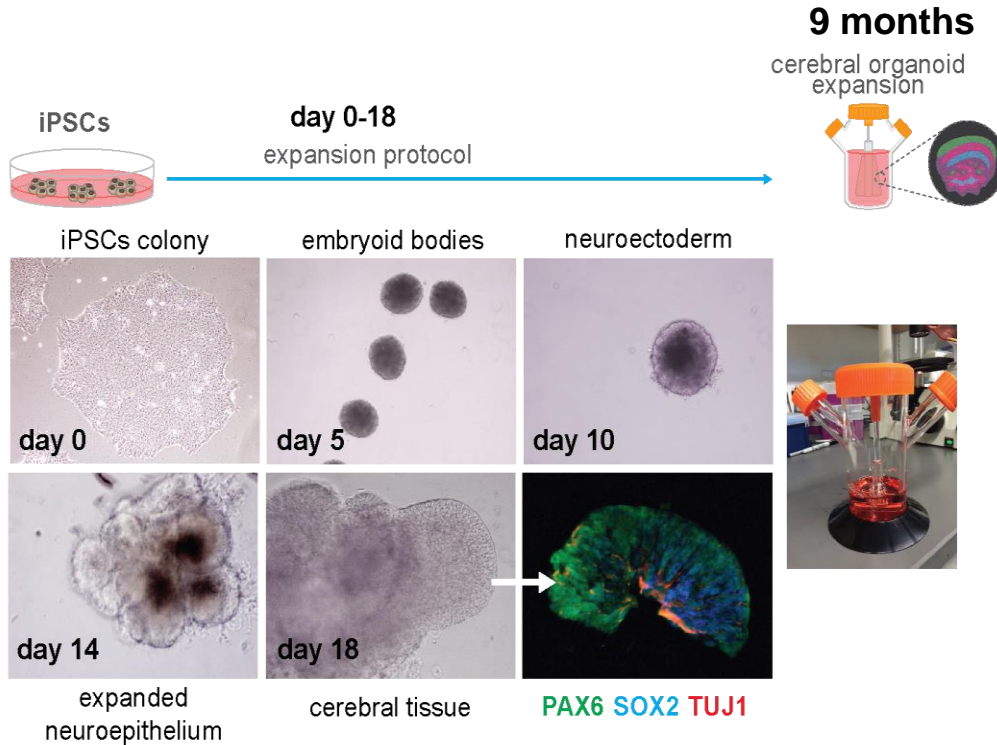 9 months
cerebral organoid
expansion
iPSCs
day 0-18
expansion protocol
iPSCs colony
embryoid bodies
neuroectoderm
day 0
day 5
day 10
day 14
day 18
expanded
neuroepithelium
cerebral tissue
PAX6 SOX2 TUJ1